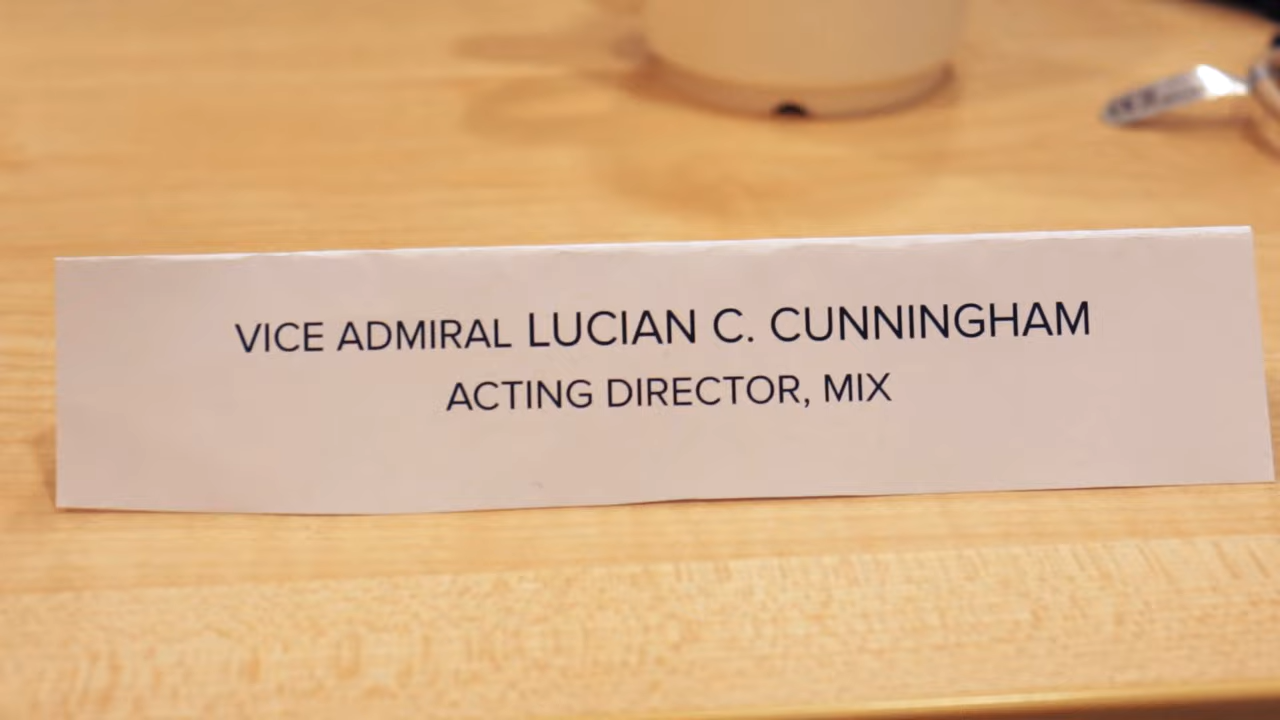 VICE ADMIRAL LUCIAN C. CUNNINGHAM
ACTING DIRECTOR, MIX